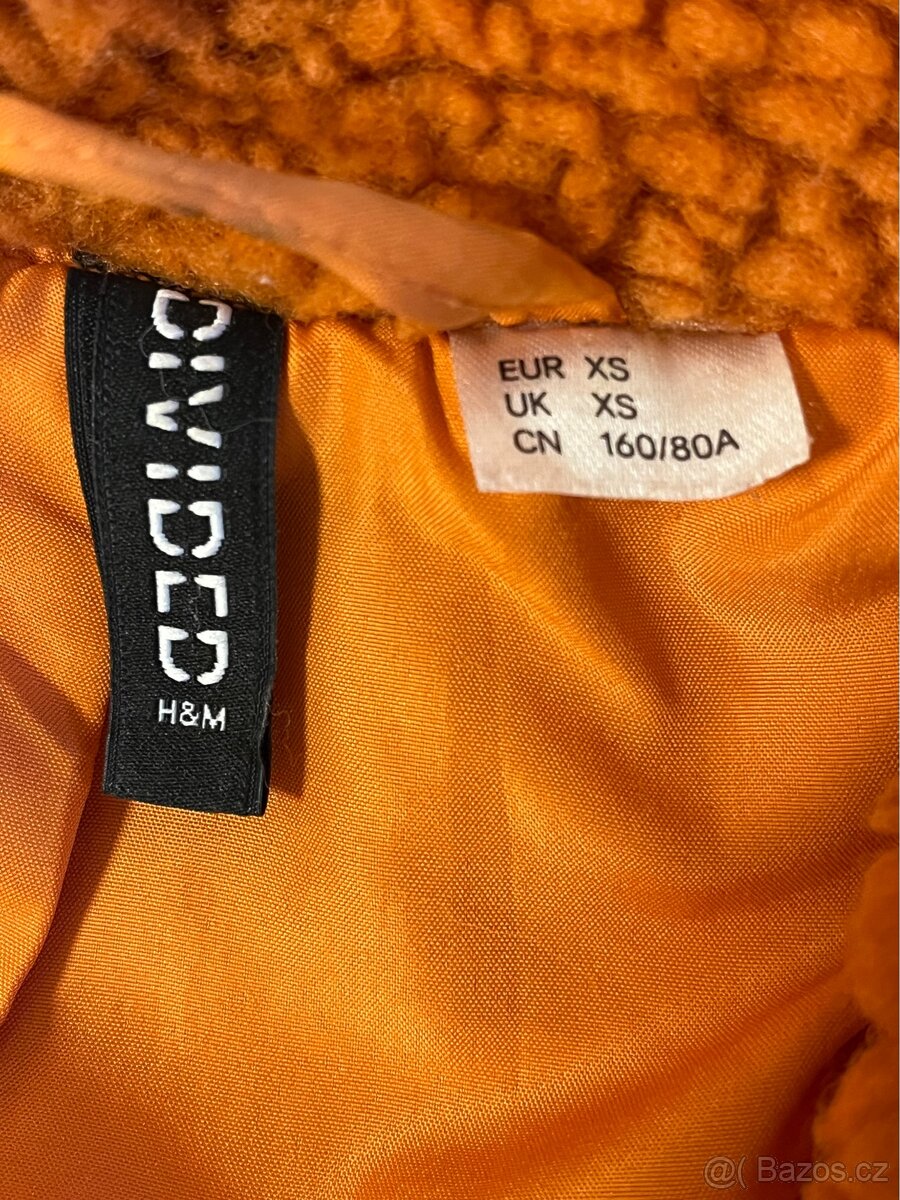 DIVIDED
H&M
EUR XS
UK XS
CN 160/80A
@( Bazos.cz